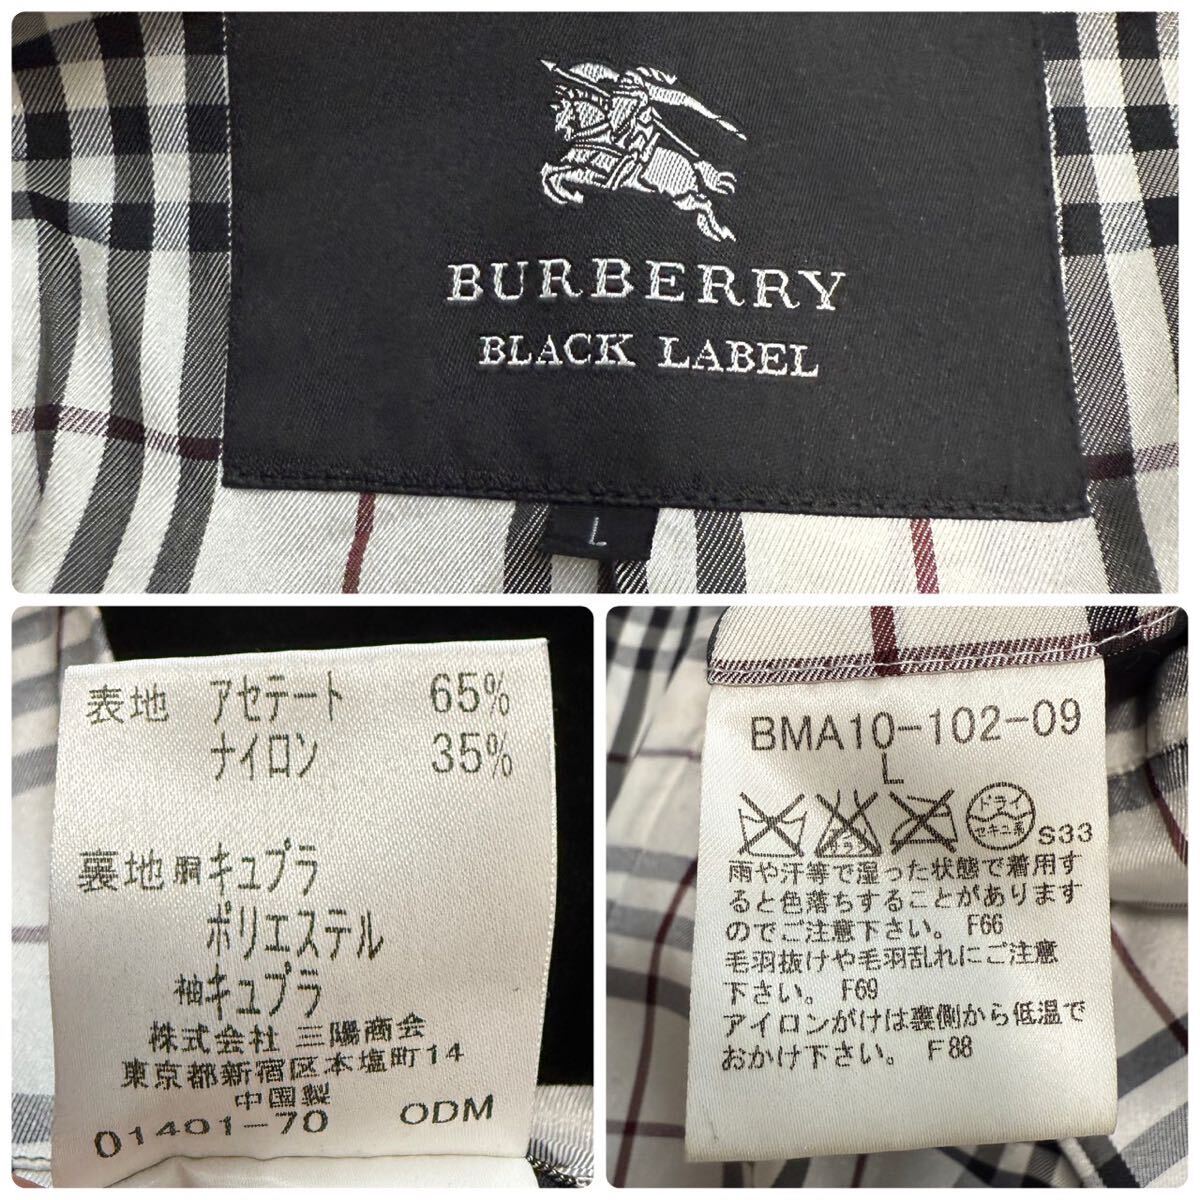 BURBERRY
BLACK LABEL
L
表地 アセテート 65%
ナイロン 35%
裏地 胴 キュプラ
ポリエステル
袖 キュプラ
株式会社 三陽商会
東京都新宿区本塩町14
中国製
01401-70 ODM
BMA10-102-09
L
ドライ
セキユ系
S33
雨や汗等で湿った状態で着用す
ると色落ちすることがあります
のでご注意下さい。 F66
毛羽抜けや毛羽乱れにご注意
下さい。 F69
アイロンがけは裏側から低温で
おかけ下さい。 F88